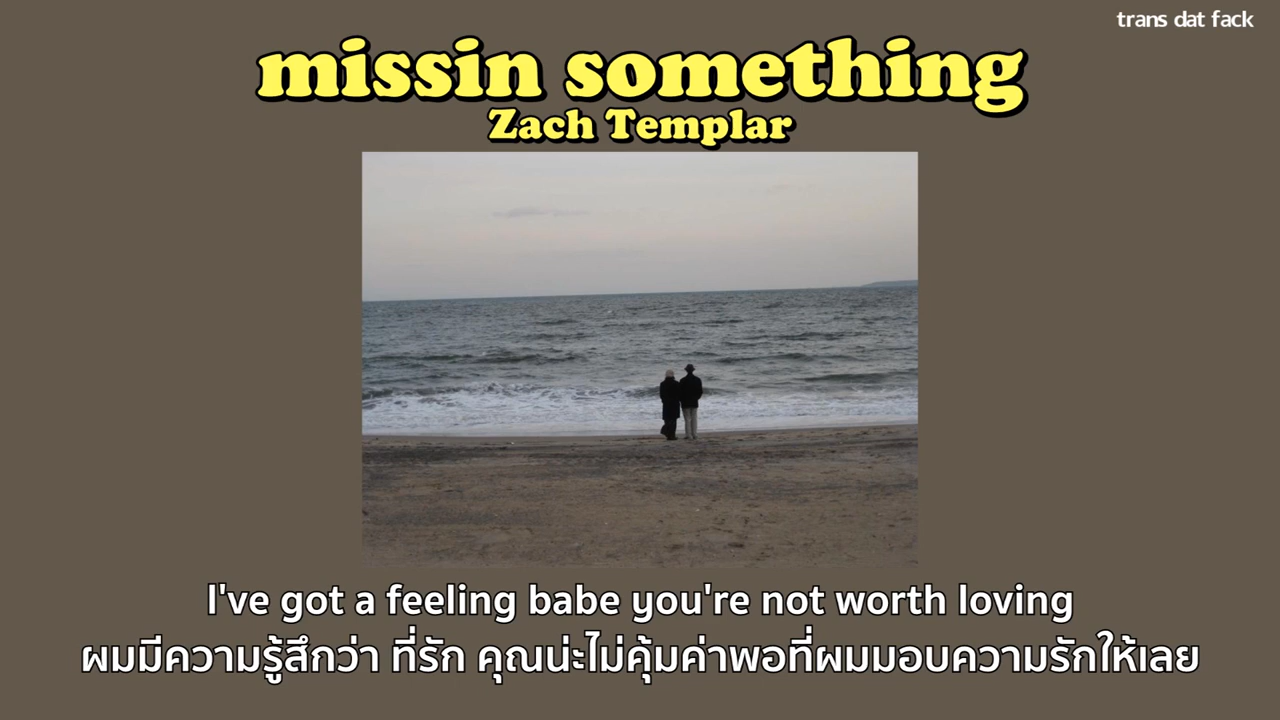 trans dat fack
missin something
Zach Templar
I've got a feeling babe you're not worth loving
ผมมีความรู้สึกว่า ที่รัก คุณน่ะไม่คุ้มค่าพอที่ผมมอบความรักให้เลย